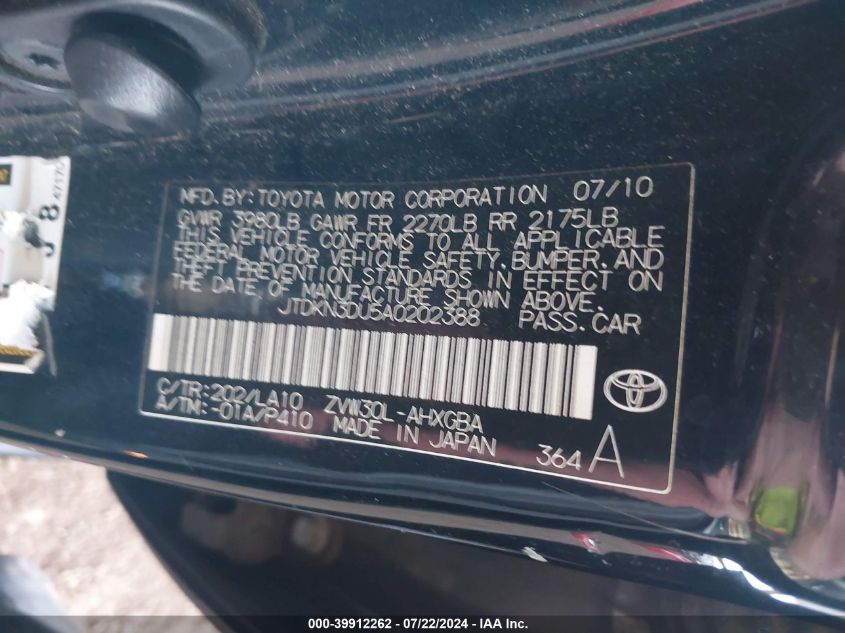 MFD. BY: TOYOTA MOTOR CORPORATION 07/10
GVWR 3980LB GAWR FR 2270LB RR 2175LB
THIS VEHICLE CONFORMS TO ALL APPLICABLE
FEDERAL MOTOR VEHICLE SAFETY, BUMPER, AND
THEFT PREVENTION STANDARDS IN EFFECT ON
THE DATE OF MANUFACTURE SHOWN ABOVE.
JTDKN3DU5A0202388 PASS. CAR
C/TR: 202/LA10 ZVW30L-AHXGBA
A/TM: -01A/P410 MADE IN JAPAN
364 A
J 8
000-39912262 - 07/22/2024 - IAA Inc.